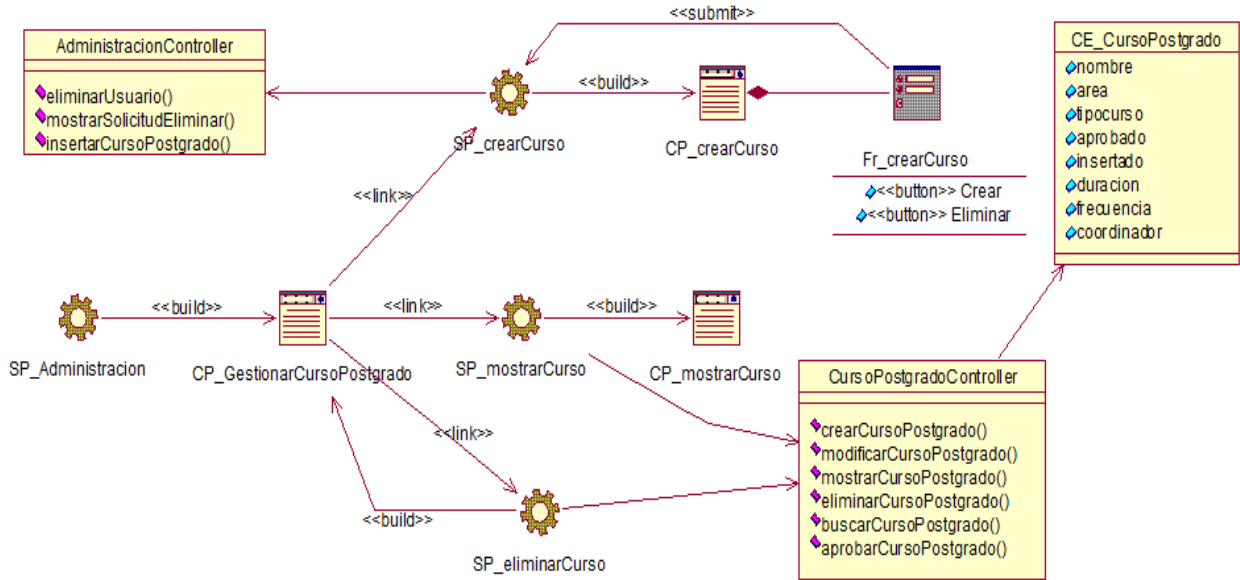 <<submit>>
AdministracionController
eliminarUsuario()
mostrarSolicitudEliminar()
insertarCursoPostgrado()
<<build>>
SP_crearCurso
CP_crearCurso
Fr_crearCurso
<<button>> Crear
<<button>> Eliminar
CE_CursoPostgrado
nombre
area
tipocurso
aprobado
insertado
duracion
frecuencia
coordinador
<<link>>
<<build>>
<<link>>
<<build>>
SP_Administracion
CP_GestionarCursoPostgrado
SP_mostrarCurso
CP_mostrarCurso
<<link>>
<<build>>
SP_eliminarCurso
CursoPostgradoController
crearCursoPostgrado()
modificarCursoPostgrado()
mostrarCursoPostgrado()
eliminarCursoPostgrado()
buscarCursoPostgrado()
aprobarCursoPostgrado()